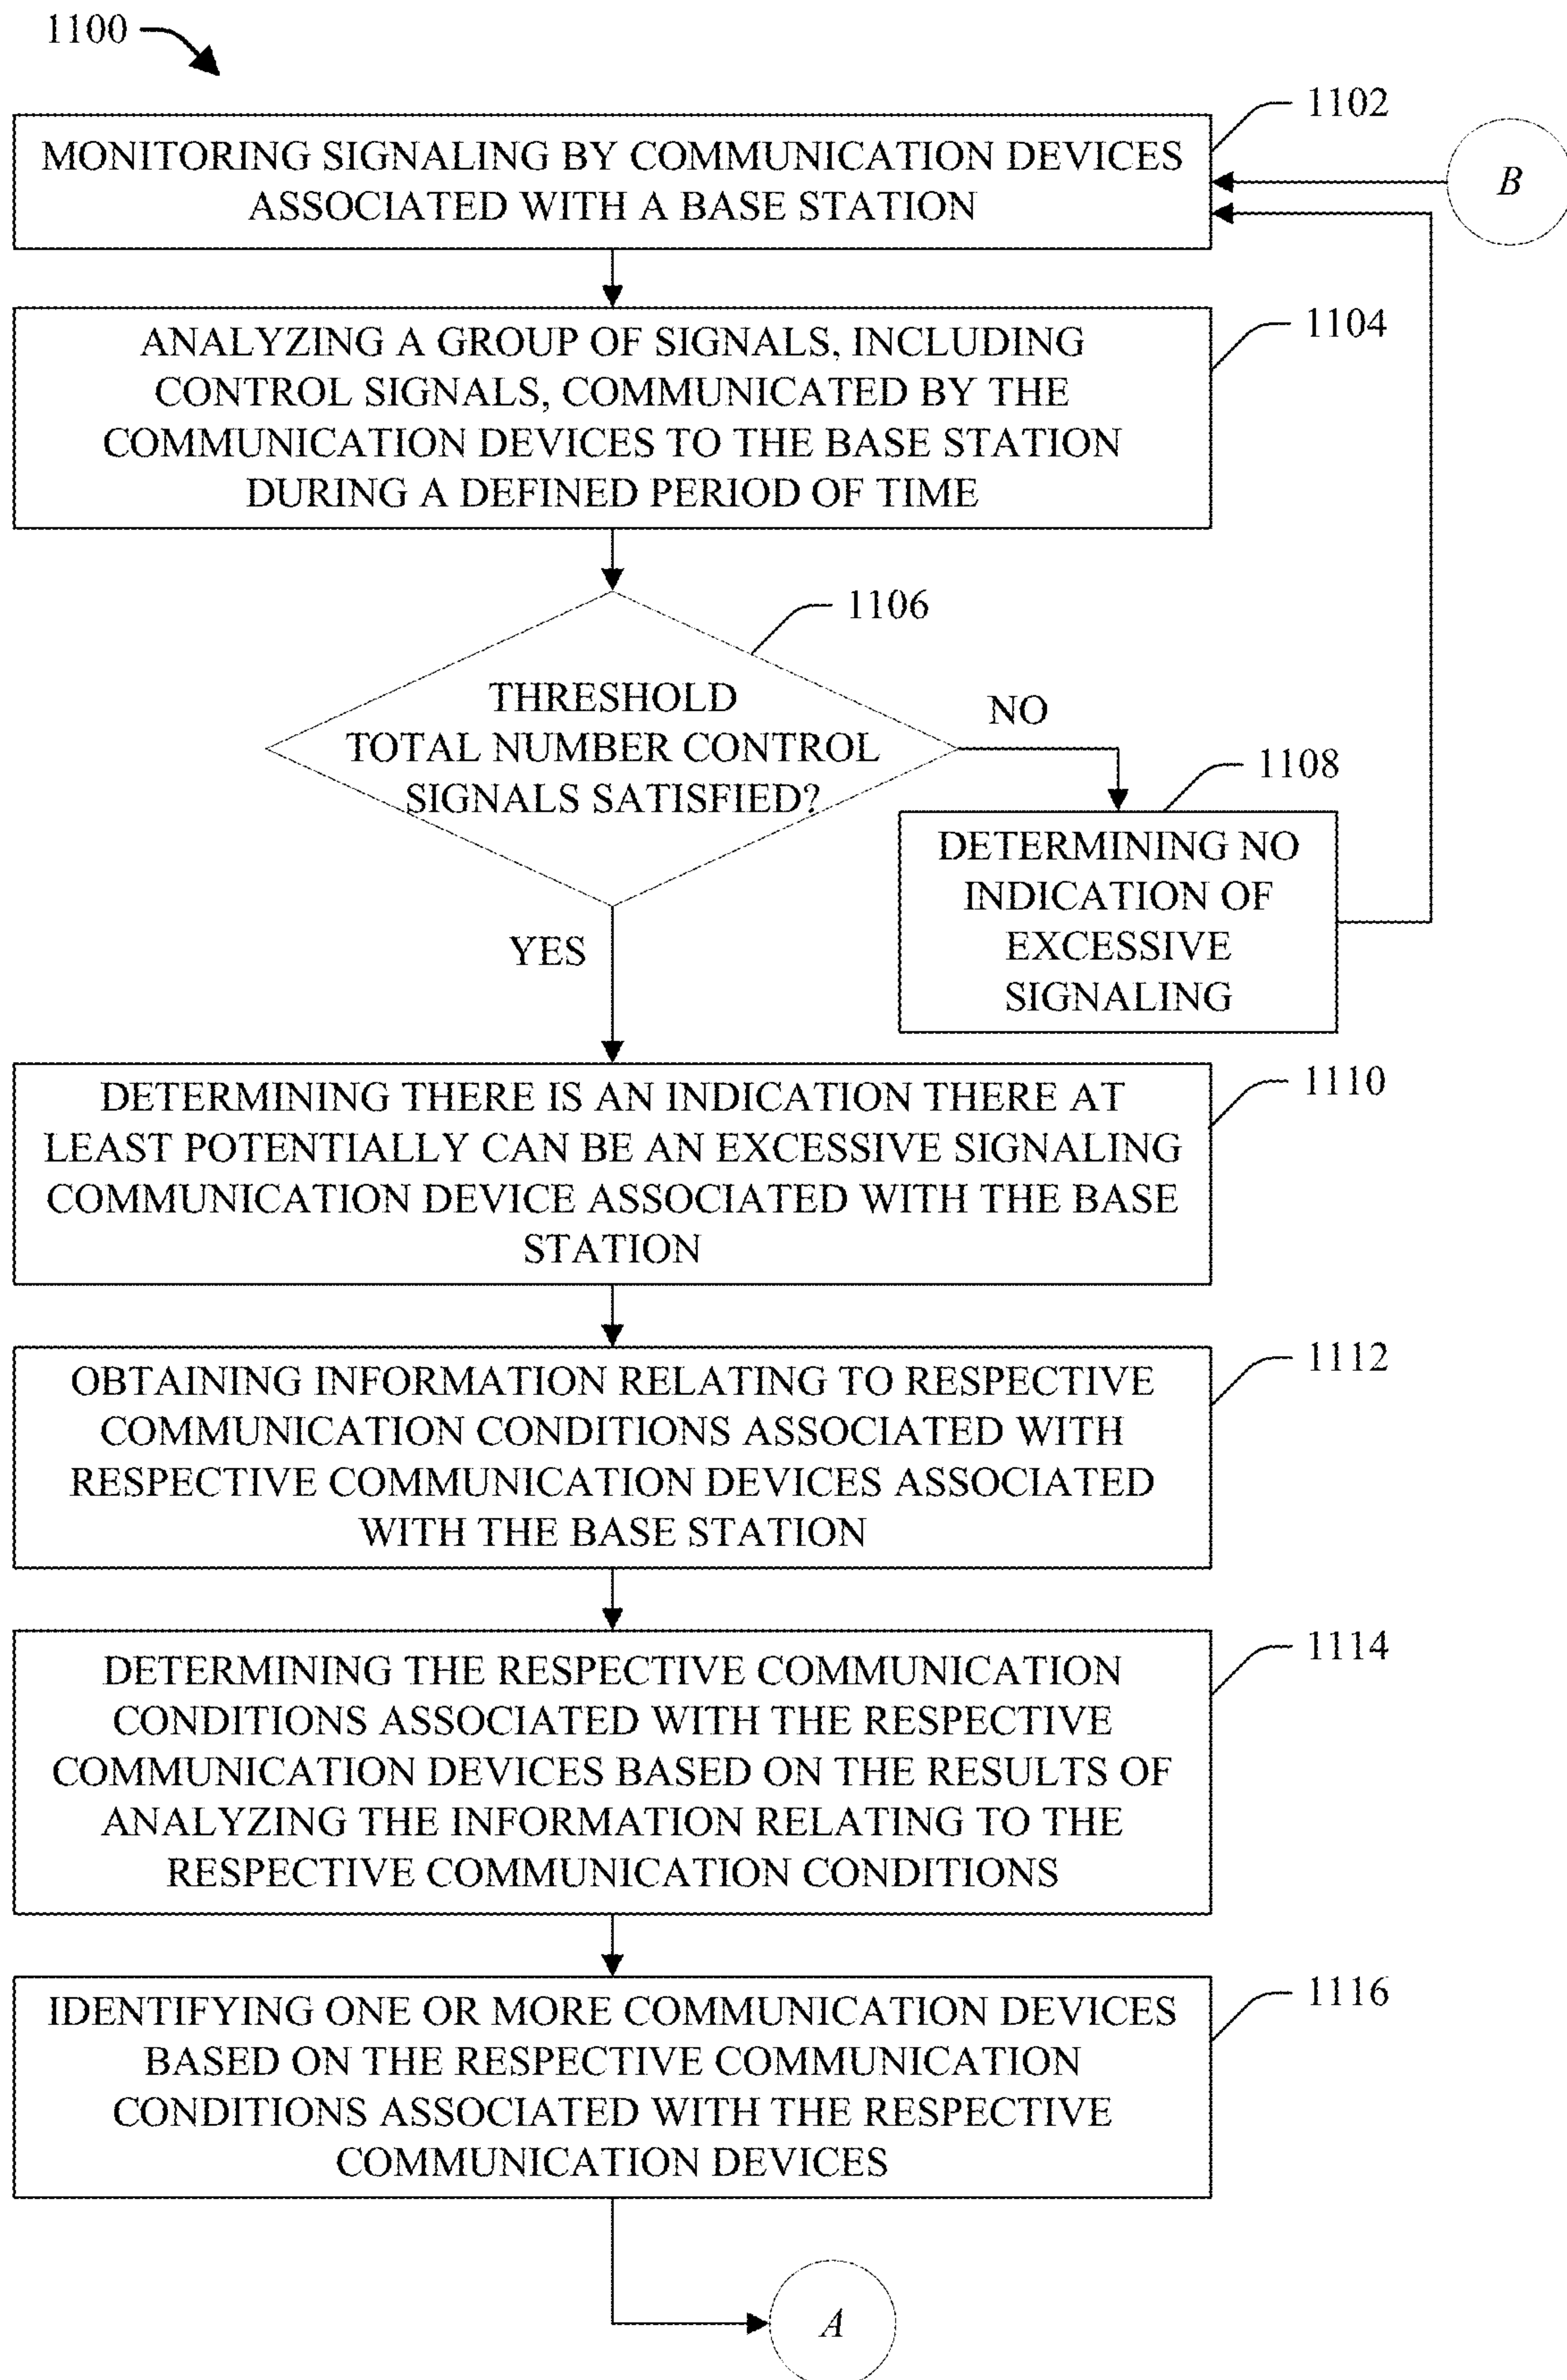 1100
1102
MONITORING SIGNALING BY COMMUNICATION DEVICES
ASSOCIATED WITH A BASE STATION
B
1104
ANALYZING A GROUP OF SIGNALS, INCLUDING
CONTROL SIGNALS, COMMUNICATED BY THE
COMMUNICATION DEVICES TO THE BASE STATION
DURING A DEFINED PERIOD OF TIME
1106
THRESHOLD
TOTAL NUMBER CONTROL
SIGNALS SATISFIED?
NO
1108
DETERMINING NO
INDICATION OF
EXCESSIVE
SIGNALING
YES
1110
DETERMINING THERE IS AN INDICATION THERE AT
LEAST POTENTIALLY CAN BE AN EXCESSIVE SIGNALING
COMMUNICATION DEVICE ASSOCIATED WITH THE BASE
STATION
1112
OBTAINING INFORMATION RELATING TO RESPECTIVE
COMMUNICATION CONDITIONS ASSOCIATED WITH
RESPECTIVE COMMUNICATION DEVICES ASSOCIATED
WITH THE BASE STATION
1114
DETERMINING THE RESPECTIVE COMMUNICATION
CONDITIONS ASSOCIATED WITH THE RESPECTIVE
COMMUNICATION DEVICES BASED ON THE RESULTS OF
ANALYZING THE INFORMATION RELATING TO THE
RESPECTIVE COMMUNICATION CONDITIONS
1116
IDENTIFYING ONE OR MORE COMMUNICATION DEVICES
BASED ON THE RESPECTIVE COMMUNICATION
CONDITIONS ASSOCIATED WITH THE RESPECTIVE
COMMUNICATION DEVICES
A